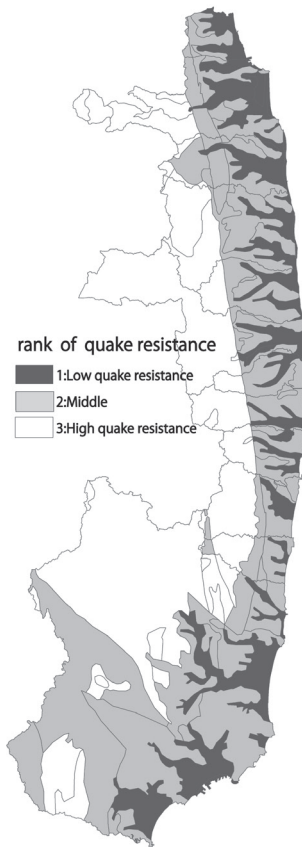 rank of quake resistance
1:Low quake resistance
2:Middle
3:High quake resistance